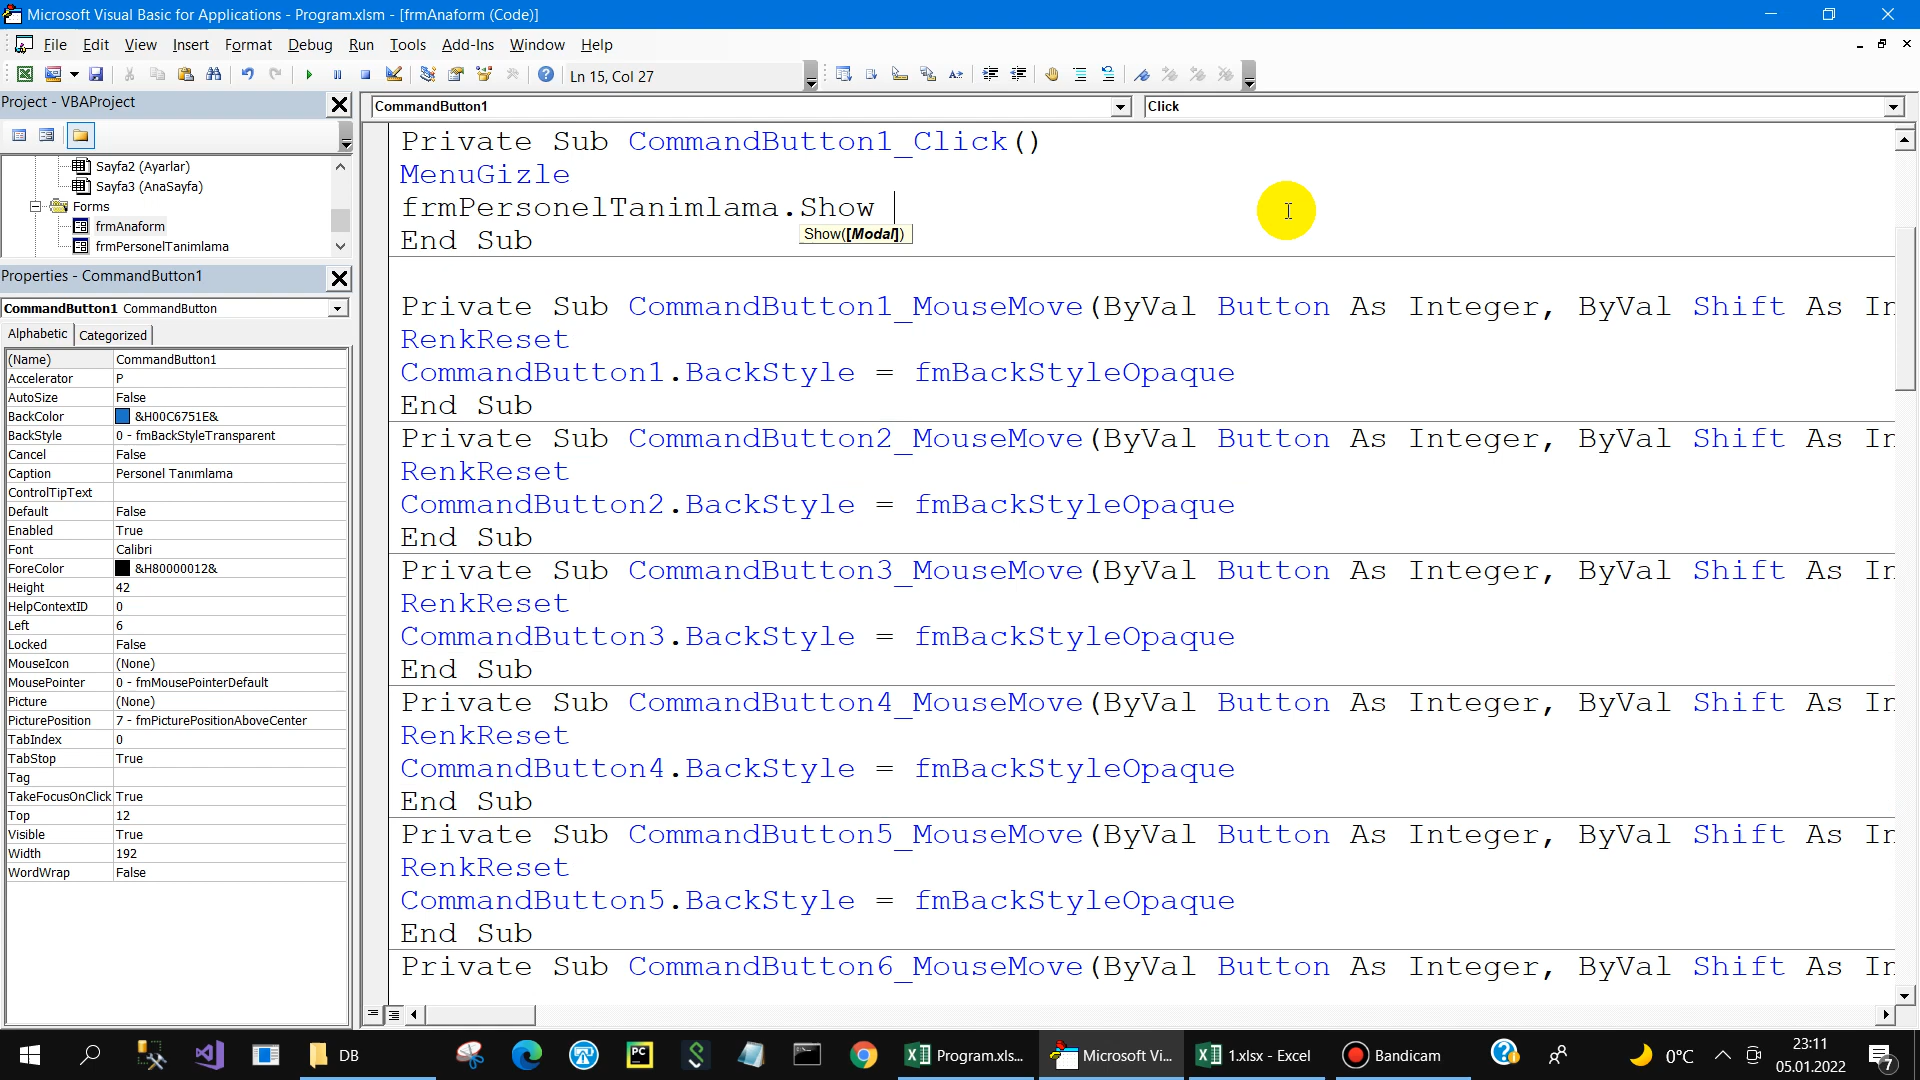 Microsoft Visual Basic for Applications - Program.xlsm - [frmAnaform (Code)]
File Edit View Insert Format Debug Run Tools Add-Ins Window Help
Ln 15, Col 27
Project - VBAProject
Sayfa2 (Ayarlar)
Sayfa3 (AnaSayfa)
Forms
frmAnaform
frmPersonelTanimlama
Properties - CommandButton1
CommandButton1 CommandButton
Alphabetic Categorized
(Name) CommandButton1
Accelerator P
AutoSize False
BackColor &H00C6751E&
BackStyle 0 - fmBackStyleTransparent
Cancel False
Caption Personel Tanımlama
ControlTipText
Default False
Enabled True
Font Calibri
ForeColor &H80000012&
Height 42
HelpContextID 0
Left 6
Locked False
MouseIcon (None)
MousePointer 0 - fmMousePointerDefault
Picture (None)
PicturePosition 7 - fmPicturePositionAboveCenter
TabIndex 0
TabStop True
Tag
TakeFocusOnClick True
Top 12
Visible True
Width 192
WordWrap False
CommandButton1 Click
Private Sub CommandButton1_Click()
MenuGizle
frmPersonelTanimlama.Show
Show([Modal])
End Sub
Private Sub CommandButton1_MouseMove(ByVal Button As Integer, ByVal Shift As In
RenkReset
CommandButton1.BackStyle = fmBackStyleOpaque
End Sub
Private Sub CommandButton2_MouseMove(ByVal Button As Integer, ByVal Shift As In
RenkReset
CommandButton2.BackStyle = fmBackStyleOpaque
End Sub
Private Sub CommandButton3_MouseMove(ByVal Button As Integer, ByVal Shift As In
RenkReset
CommandButton3.BackStyle = fmBackStyleOpaque
End Sub
Private Sub CommandButton4_MouseMove(ByVal Button As Integer, ByVal Shift As In
RenkReset
CommandButton4.BackStyle = fmBackStyleOpaque
End Sub
Private Sub CommandButton5_MouseMove(ByVal Button As Integer, ByVal Shift As In
RenkReset
CommandButton5.BackStyle = fmBackStyleOpaque
End Sub
Private Sub CommandButton6_MouseMove(ByVal Button As Integer, ByVal Shift As In
DB
PC
Program.xls...
Microsoft Vi...
1.xlsx - Excel
Bandicam
0°C
23:11
05.01.2022
7